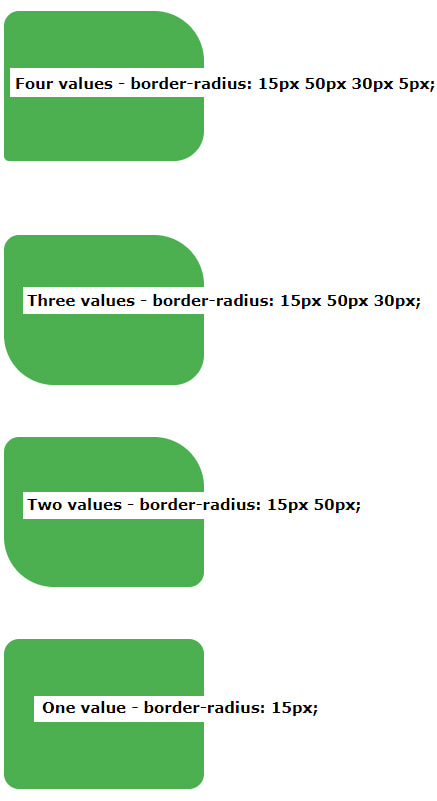 Four values - border-radius: 15px 50px 30px 5px;
Three values - border-radius: 15px 50px 30px;
Two values - border-radius: 15px 50px;
One value - border-radius: 15px;